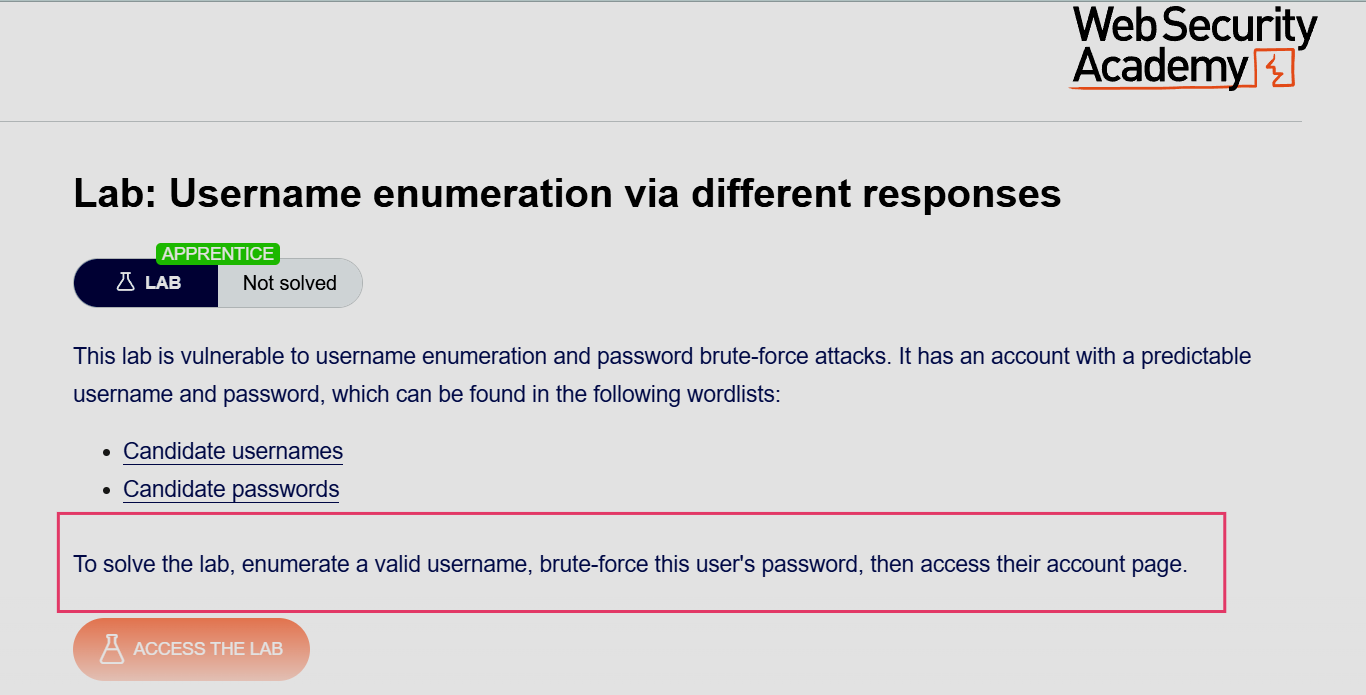 Web Security
Academy
Lab: Username enumeration via different responses
APPRENTICE
LAB
Not solved
This lab is vulnerable to username enumeration and password brute-force attacks. It has an account with a predictable
username and password, which can be found in the following wordlists:
Candidate usernames
Candidate passwords
To solve the lab, enumerate a valid username, brute-force this user's password, then access their account page.
ACCESS THE LAB